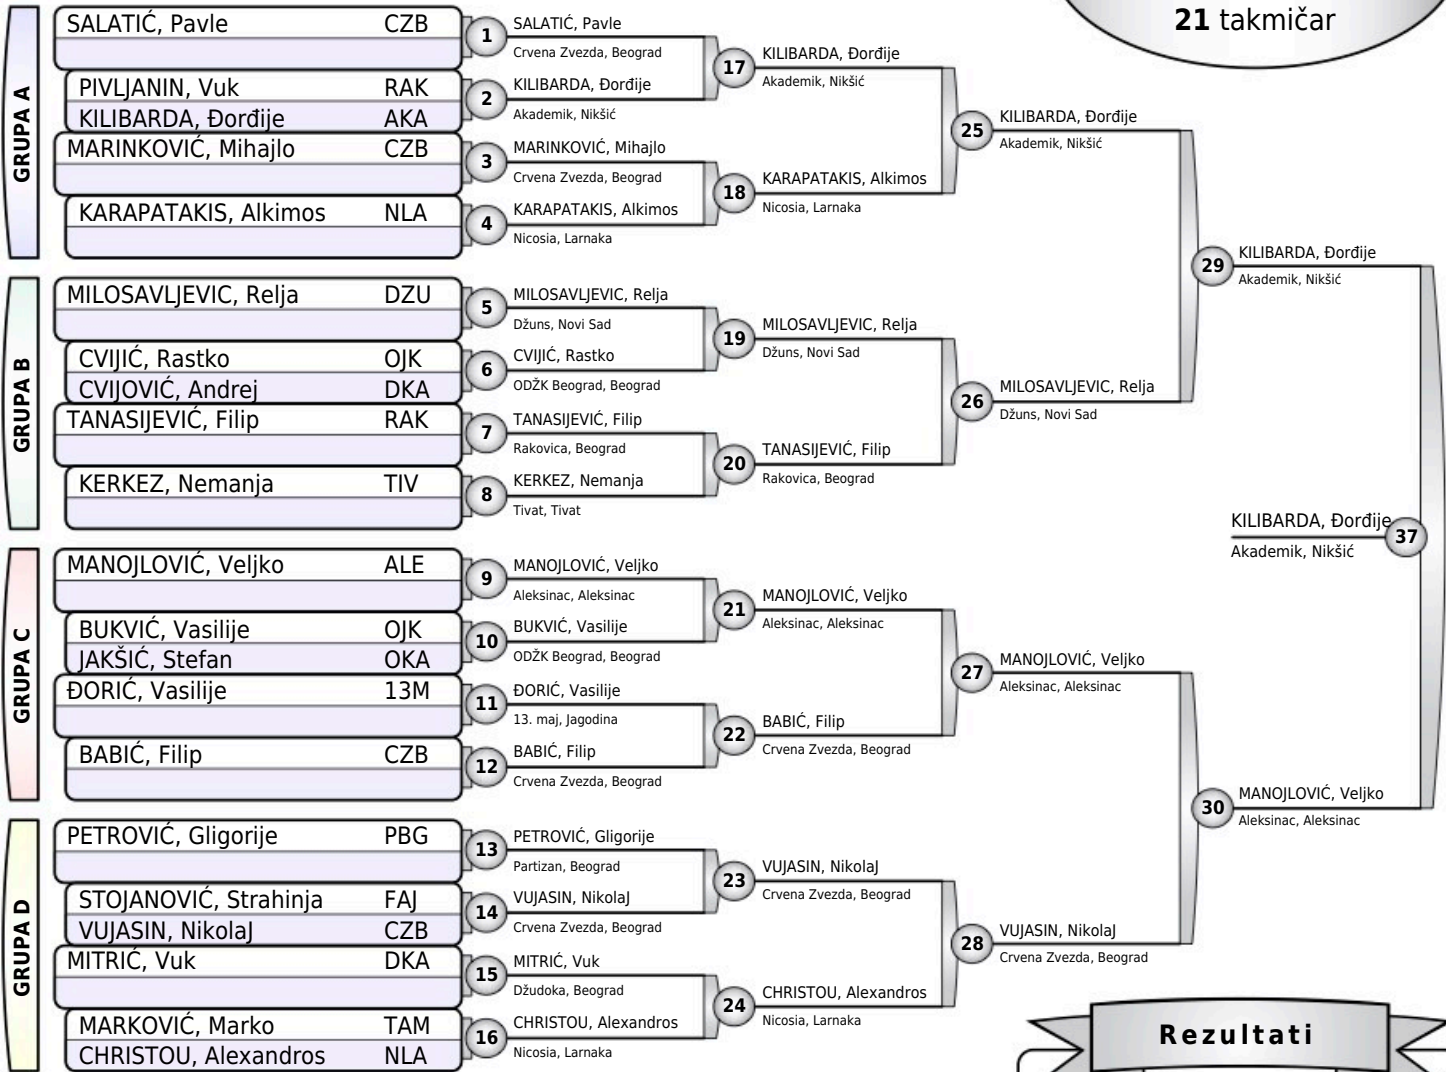 21 takmičar
GRUPA A
SALATIĆ, Pavle CZB
PIVLJANIN, Vuk RAK
KILIBARDA, Đorđije AKA
MARINKOVIĆ, Mihajlo CZB
KARAPATAKIS, Alkimos NLA
GRUPA B
MILOSAVLJEVIC, Relja DZU
CVIJIĆ, Rastko OJK
CVIJOVIĆ, Andrej DKA
TANASIJEVIĆ, Filip RAK
KERKEZ, Nemanja TIV
GRUPA C
MANOJLOVIĆ, Veljko ALE
BUKVIĆ, Vasilije OJK
JAKŠIĆ, Stefan OKA
ĐORIĆ, Vasilije 13M
BABIĆ, Filip CZB
GRUPA D
PETROVIĆ, Gligorije PBG
STOJANOVIĆ, Strahinja FAJ
VUJASIN, NikolaJ CZB
MITRIĆ, Vuk DKA
MARKOVIĆ, Marko TAM
CHRISTOU, Alexandros NLA
1 SALATIĆ, Pavle
Crvena Zvezda, Beograd
2 KILIBARDA, Đorđije
Akademik, Nikšić
3 MARINKOVIĆ, Mihajlo
Crvena Zvezda, Beograd
4 KARAPATAKIS, Alkimos
Nicosia, Larnaka
5 MILOSAVLJEVIC, Relja
Džuns, Novi Sad
6 CVIJIĆ, Rastko
ODŽK Beograd, Beograd
7 TANASIJEVIĆ, Filip
Rakovica, Beograd
8 KERKEZ, Nemanja
Tivat, Tivat
9 MANOJLOVIĆ, Veljko
Aleksinac, Aleksinac
10 BUKVIĆ, Vasilije
ODŽK Beograd, Beograd
11 ĐORIĆ, Vasilije
13. maj, Jagodina
12 BABIĆ, Filip
Crvena Zvezda, Beograd
13 PETROVIĆ, Gligorije
Partizan, Beograd
14 VUJASIN, NikolaJ
Crvena Zvezda, Beograd
15 MITRIĆ, Vuk
Džudoka, Beograd
16 CHRISTOU, Alexandros
Nicosia, Larnaka
17 KILIBARDA, Đorđije
Akademik, Nikšić
18 KARAPATAKIS, Alkimos
Nicosia, Larnaka
19 MILOSAVLJEVIC, Relja
Džuns, Novi Sad
20 TANASIJEVIĆ, Filip
Rakovica, Beograd
21 MANOJLOVIĆ, Veljko
Aleksinac, Aleksinac
22 BABIĆ, Filip
Crvena Zvezda, Beograd
23 VUJASIN, NikolaJ
Crvena Zvezda, Beograd
24 CHRISTOU, Alexandros
Nicosia, Larnaka
25 KILIBARDA, Đorđije
Akademik, Nikšić
26 MILOSAVLJEVIC, Relja
Džuns, Novi Sad
27 MANOJLOVIĆ, Veljko
Aleksinac, Aleksinac
28 VUJASIN, NikolaJ
Crvena Zvezda, Beograd
29 KILIBARDA, Đorđije
Akademik, Nikšić
30 MANOJLOVIĆ, Veljko
Aleksinac, Aleksinac
KILIBARDA, Đorđije 37
Akademik, Nikšić
Rezultati